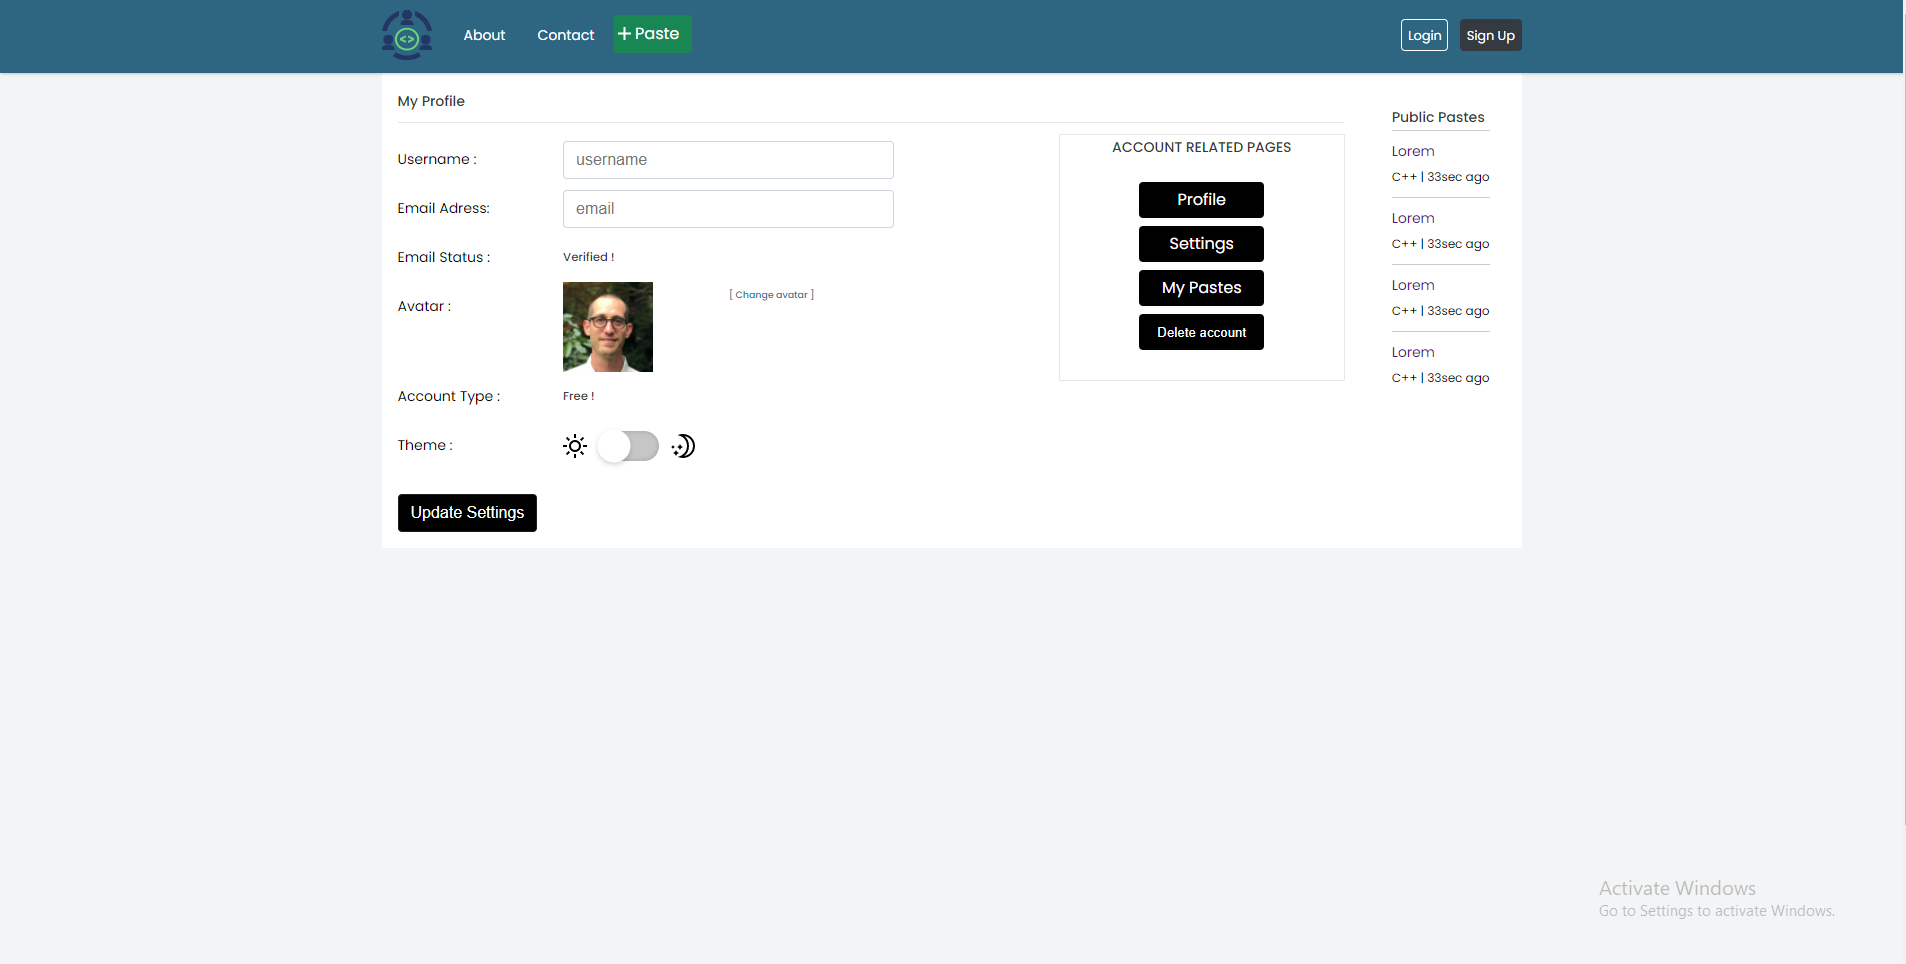 <>
About
Contact
+ Paste
Login
Sign Up
My Profile
Username :
username
Email Adress:
email
Email Status :
Verified !
Avatar :
[ Change avatar ]
Account Type :
Free !
Theme :
Update Settings
ACCOUNT RELATED PAGES
Profile
Settings
My Pastes
Delete account
Public Pastes
Lorem
C++ | 33sec ago
Lorem
C++ | 33sec ago
Lorem
C++ | 33sec ago
Lorem
C++ | 33sec ago
Activate Windows
Go to Settings to activate Windows.